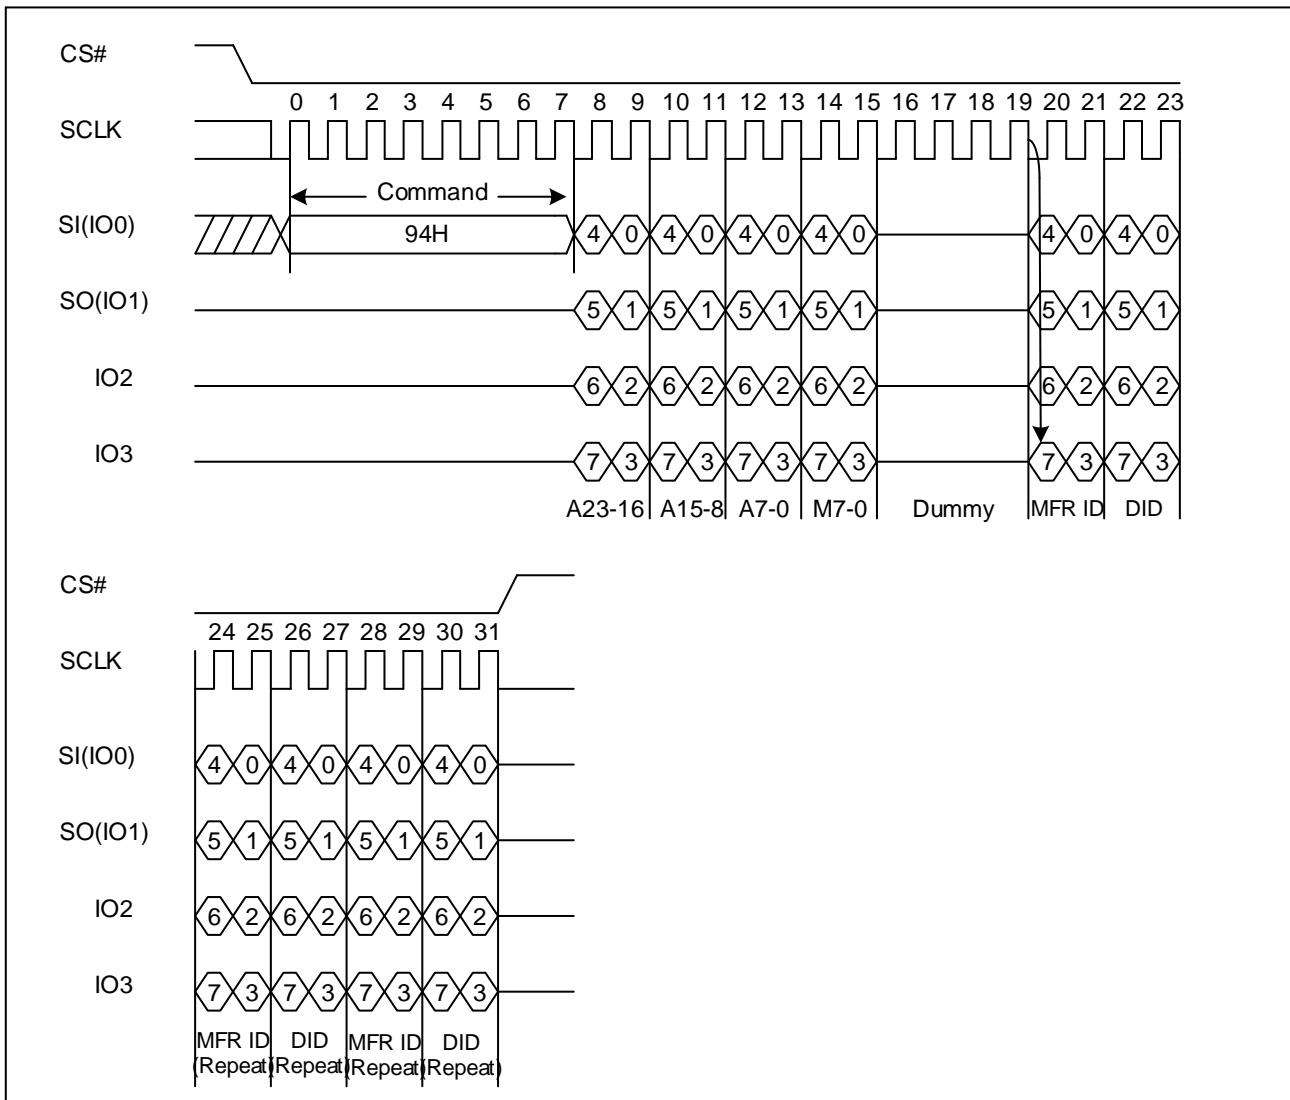 CS#
0 1 2 3 4 5 6 7 8 9 10 11 12 13 14 15 16 17 18 19 20 21 22 23
SCLK
Command
SI(IO0) 94H 4 0 4 0 4 0 4 0 4 0 4 0
SO(IO1) 5 1 5 1 5 1 5 1 5 1 5 1
IO2 6 2 6 2 6 2 6 2 6 2 6 2
IO3 7 3 7 3 7 3 7 3 7 3 7 3
A23-16 A15-8 A7-0 M7-0 Dummy MFR ID DID
CS#
24 25 26 27 28 29 30 31
SCLK
SI(IO0) 4 0 4 0 4 0 4 0
SO(IO1) 5 1 5 1 5 1 5 1
IO2 6 2 6 2 6 2 6 2
IO3 7 3 7 3 7 3 7 3
MFR ID DID MFR ID DID
(Repeat) (Repeat) (Repeat) (Repeat)